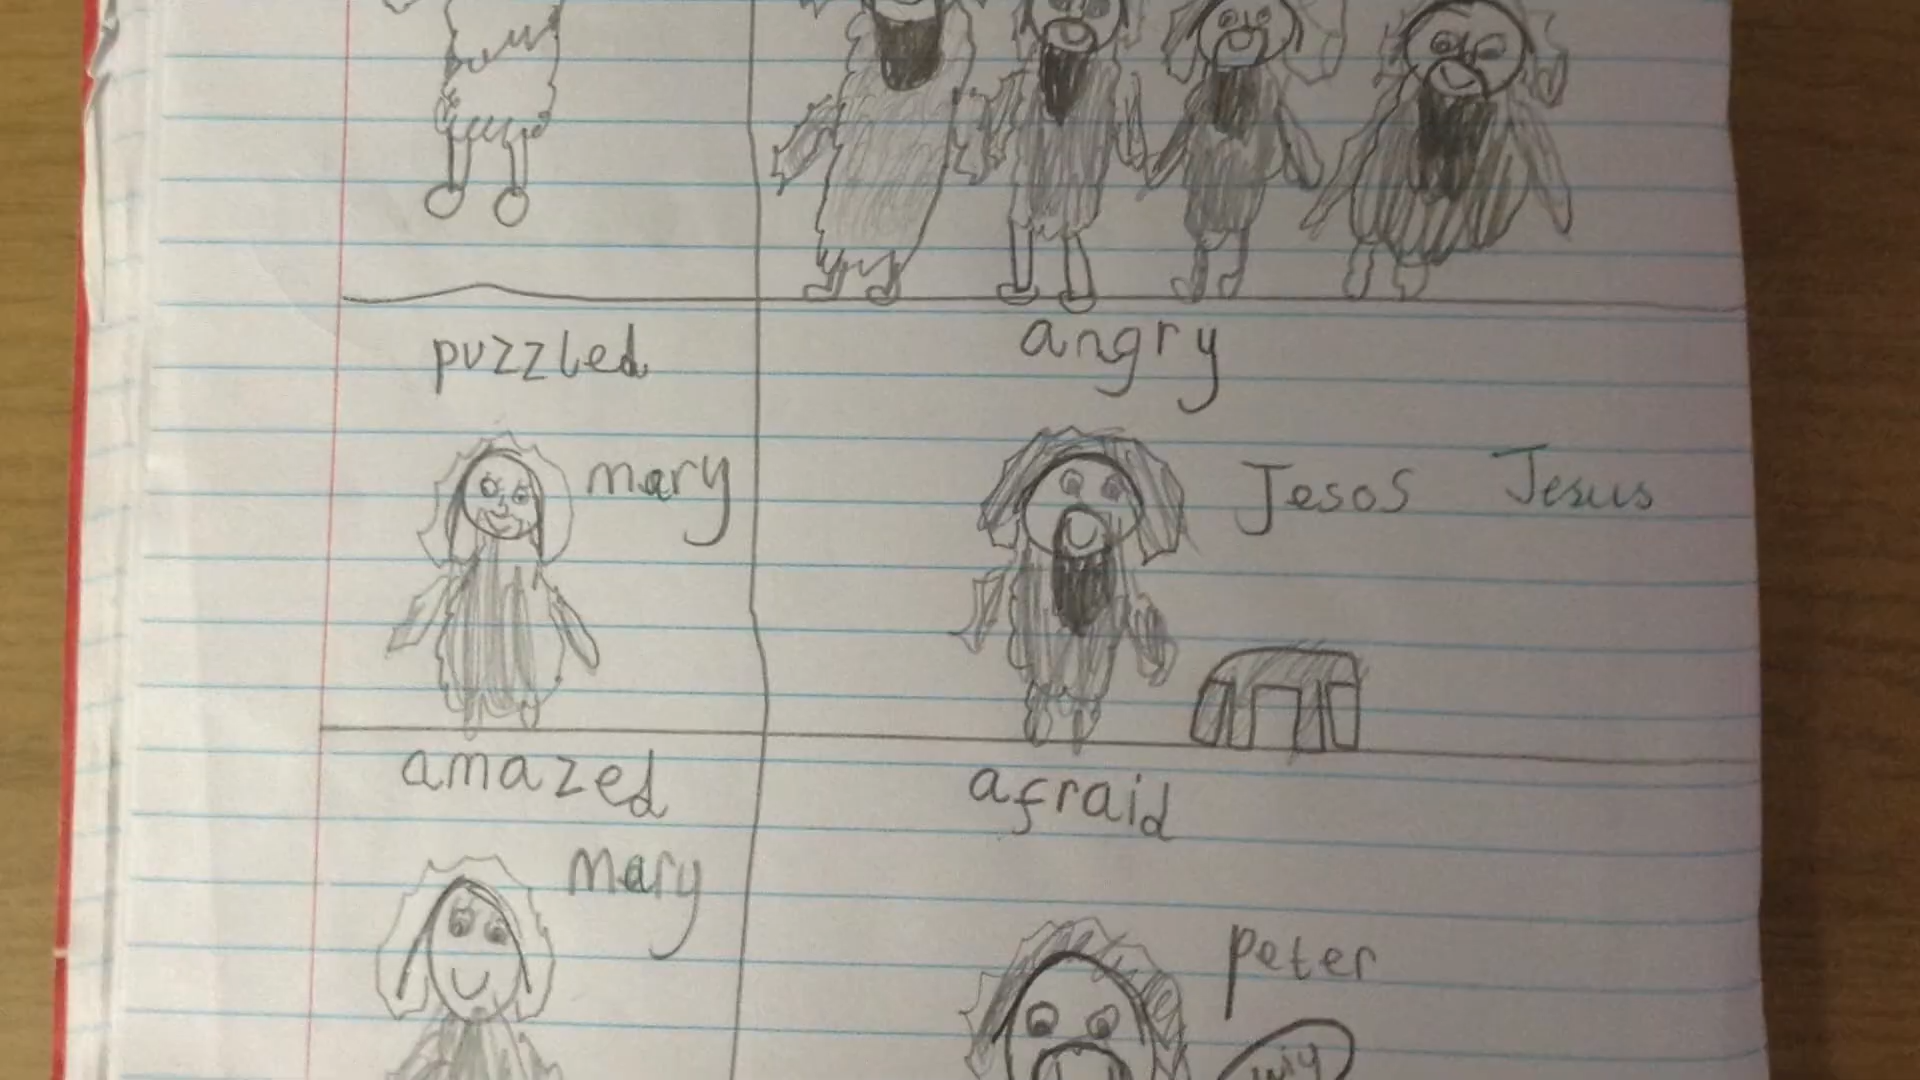 puzzled
angry
mary
Jesos Jesus
amazed
afraid
Mary
peter